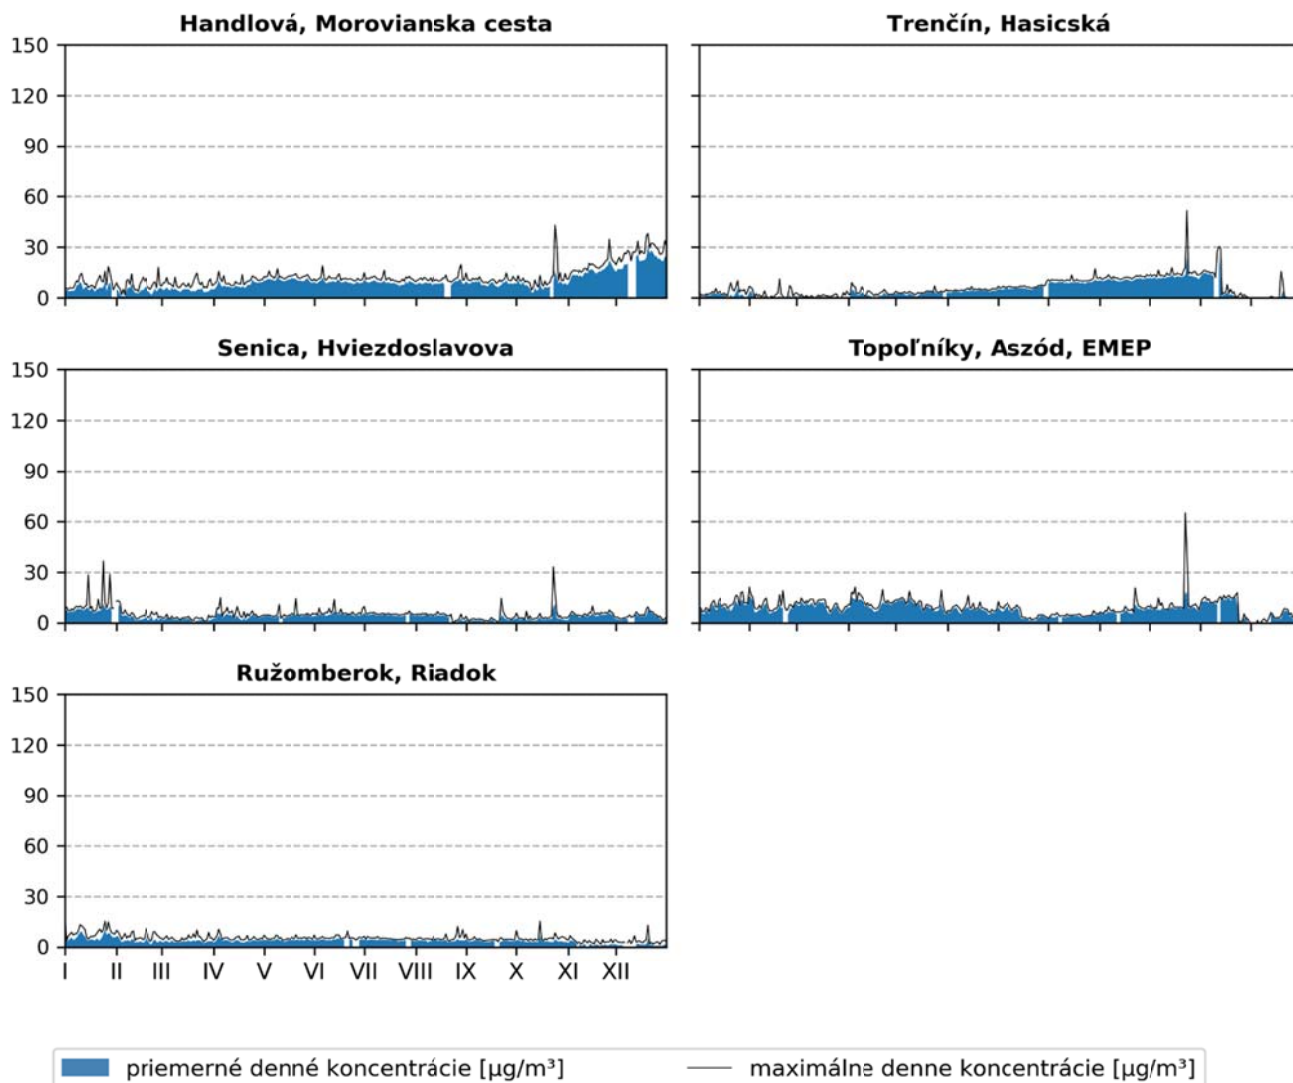 Handlová, Morovianska cesta
Trenčín, Hasicská
150
120
90
60
30
0
Senica, Hviezdoslavova
Topoľníky, Aszód, EMEP
150
120
90
60
30
0
Ružomberok, Riadok
150
120
90
60
30
0
I II III IV V VI VII VIII IX X XI XII
priemerné denné koncentrácie [µg/m³] maximálne denne koncentrácie [µg/m³]